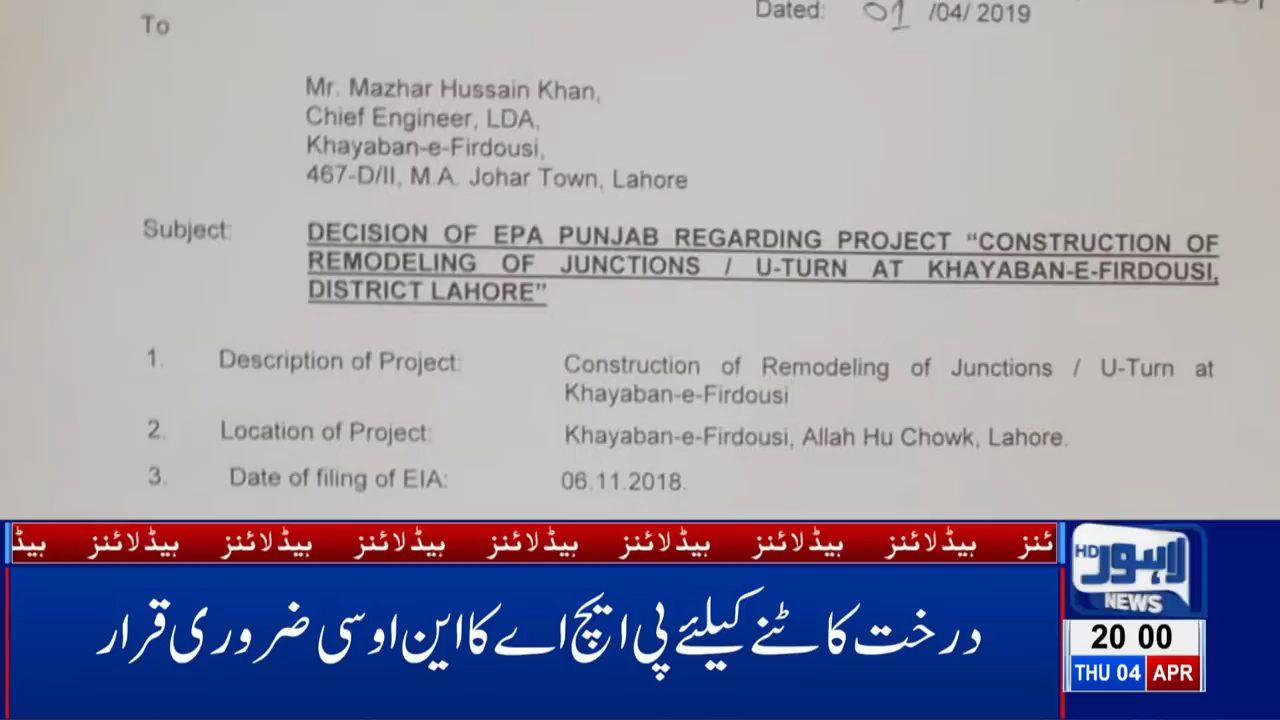 Dated: 01 /04/ 2019
To
Mr. Mazhar Hussain Khan,
Chief Engineer, LDA,
Khayaban-e-Firdousi,
467-D/II, M.A. Johar Town, Lahore
Subject: DECISION OF EPA PUNJAB REGARDING PROJECT “CONSTRUCTION OF
REMODELING OF JUNCTIONS / U-TURN AT KHAYABAN-E-FIRDOUSI,
DISTRICT LAHORE”
1. Description of Project: Construction of Remodeling of Junctions / U-Turn at
Khayaban-e-Firdousi
2. Location of Project: Khayaban-e-Firdousi, Allah Hu Chowk, Lahore.
3. Date of filing of EIA: 06.11.2018.
ئنز ہیڈلائنز ہیڈلائنز ہیڈلائنز ہیڈلائنز ہیڈلائنز ہیڈلائنز ہیڈلائنز ہیڈ
درخت کاٹنے کیلئے پی ایچ اے کا این او سی ضروری قرار
لاہور HD
NEWS
20 00
THU 04 APR